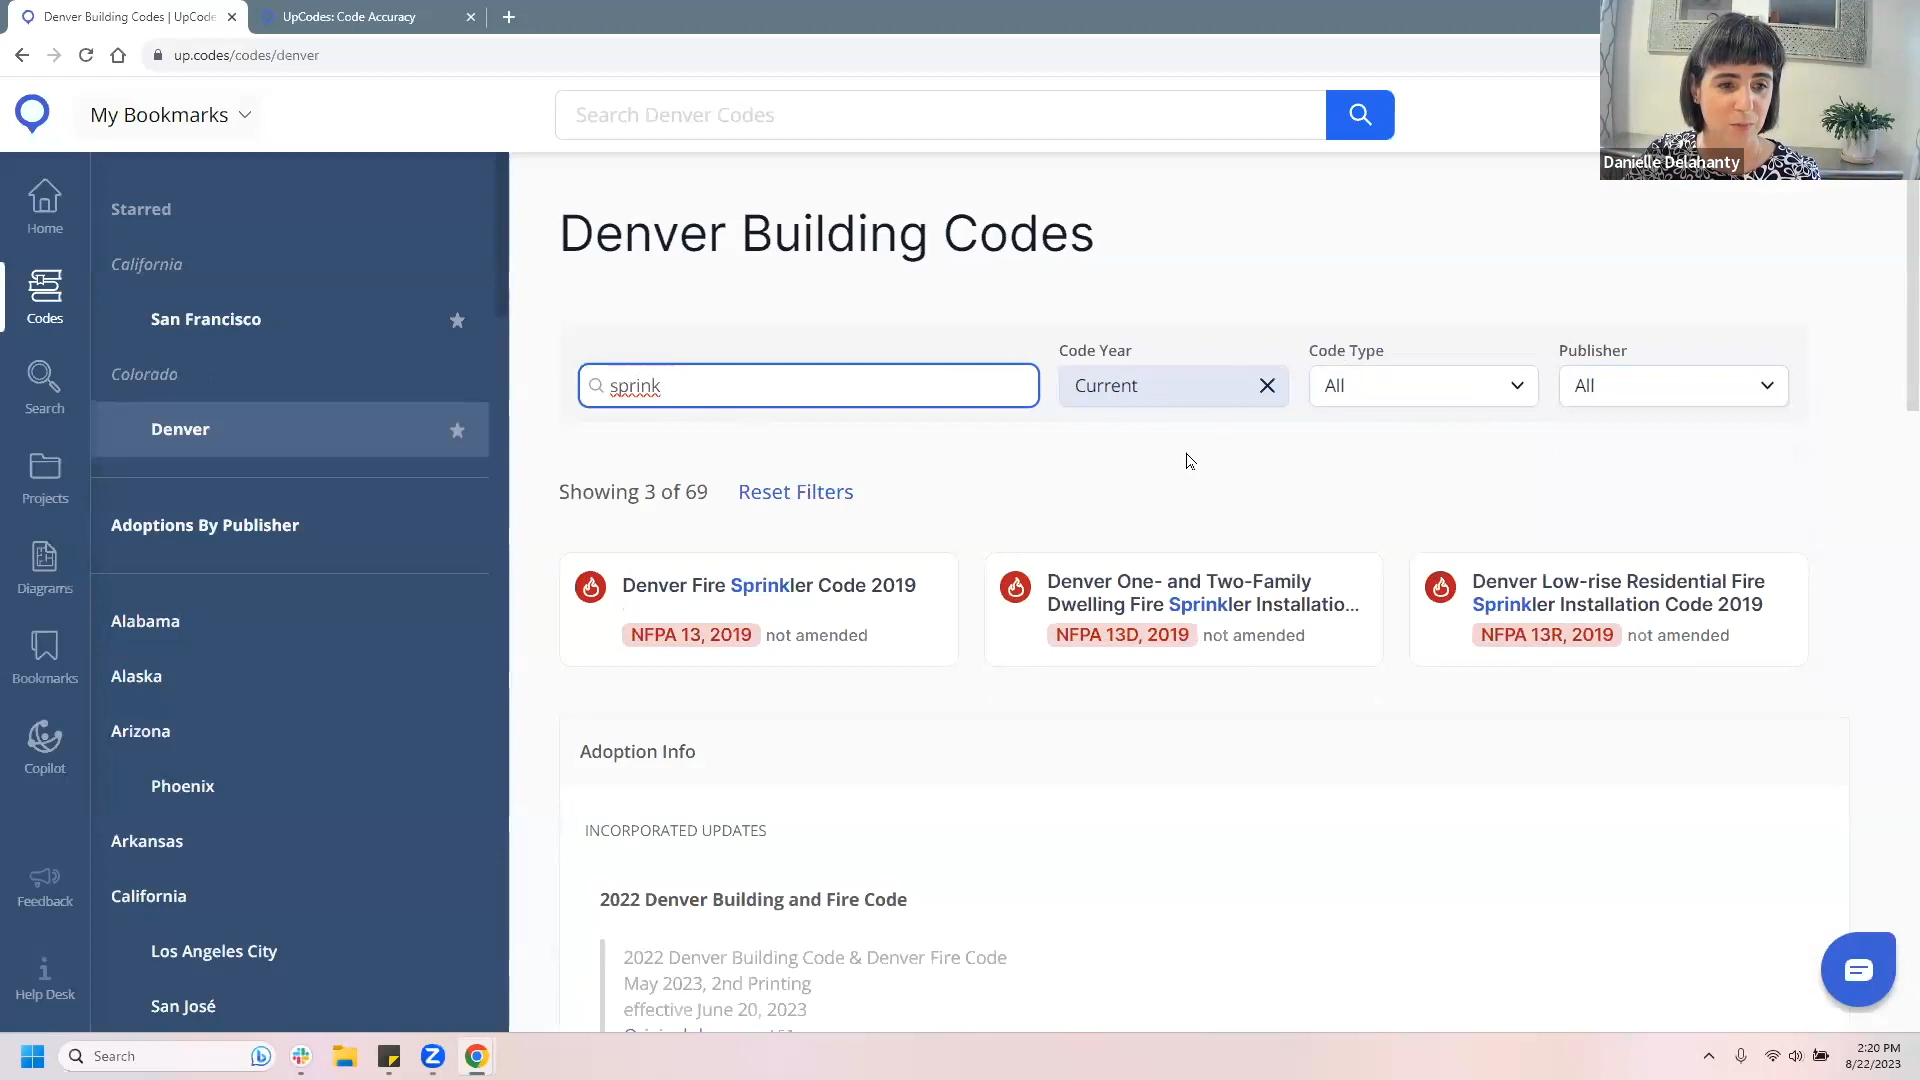 Denver Building Codes | UpCode
UpCodes: Code Accuracy
up.codes/codes/denver
My Bookmarks
Search Denver Codes
Danielle Delahanty
Home
Codes
Search
Projects
Diagrams
Bookmarks
Copilot
Feedback
Help Desk
Starred
California
San Francisco
Colorado
Denver
Adoptions By Publisher
Alabama
Alaska
Arizona
Phoenix
Arkansas
California
Los Angeles City
San José
Denver Building Codes
sprink
Code Year
Current
Code Type
All
Publisher
All
Showing 3 of 69 Reset Filters
Denver Fire Sprinkler Code 2019
NFPA 13, 2019 not amended
Denver One- and Two-Family
Dwelling Fire Sprinkler Installatio...
NFPA 13D, 2019 not amended
Denver Low-rise Residential Fire
Sprinkler Installation Code 2019
NFPA 13R, 2019 not amended
Adoption Info
INCORPORATED UPDATES
2022 Denver Building and Fire Code
2022 Denver Building Code & Denver Fire Code
May 2023, 2nd Printing
effective June 20, 2023
Search
2:20 PM
8/22/2023